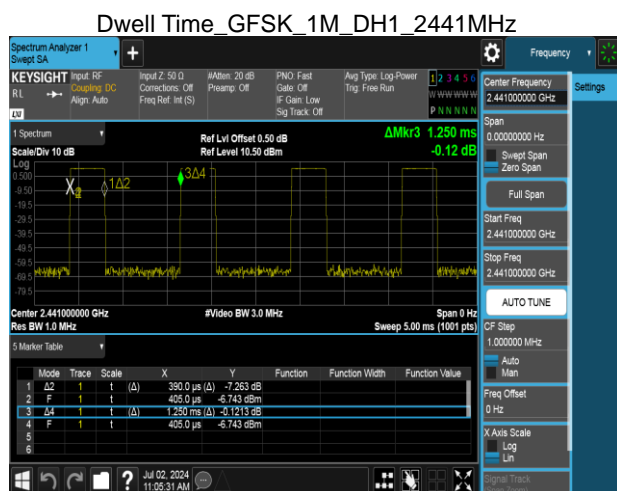 Dwell Time_GFSK_1M_DH1_2441MHz
Spectrum Analyzer 1
Swept SA
Frequency
KEYSIGHT
RL
LXI
Input: RF
Coupling: DC
Align: Auto
Input Z: 50 Ω
Corrections: Off
Freq Ref: Int (S)
#Atten: 20 dB
Preamp: Off
PNO: Fast
Gate: Off
IF Gain: Low
Sig Track: Off
Avg Type: Log-Power
Trig: Free Run
1 2 3 4 5 6
W W W W W W
P N N N N N
1 Spectrum
Scale/Div 10 dB
Ref Lvl Offset 0.50 dB
Ref Level 10.50 dBm
ΔMkr3 1.250 ms
-0.12 dB
Log
0.500
-9.50
-19.5
-29.5
-39.5
-49.5
-59.5
-69.5
-79.5
1Δ2
3Δ4
Center 2.441000000 GHz
Res BW 1.0 MHz
#Video BW 3.0 MHz
Span 0 Hz
Sweep 5.00 ms (1001 pts)
5 Marker Table
Mode Trace Scale X Y Function Function Width Function Value
1 Δ2 1 t (Δ) 390.0 µs (Δ) -7.263 dB
2 F 1 t 405.0 µs -6.743 dBm
3 Δ4 1 t (Δ) 1.250 ms (Δ) -0.1213 dB
4 F 1 t 405.0 µs -6.743 dBm
5
6
?
Jul 02, 2024
11:05:31 AM
Center Frequency
2.441000000 GHz
Settings
Span
0.00000000 Hz
Swept Span
Zero Span
Full Span
Start Freq
2.441000000 GHz
Stop Freq
2.441000000 GHz
AUTO TUNE
CF Step
1.000000 MHz
Auto
Man
Freq Offset
0 Hz
X Axis Scale
Log
Lin
Signal Track